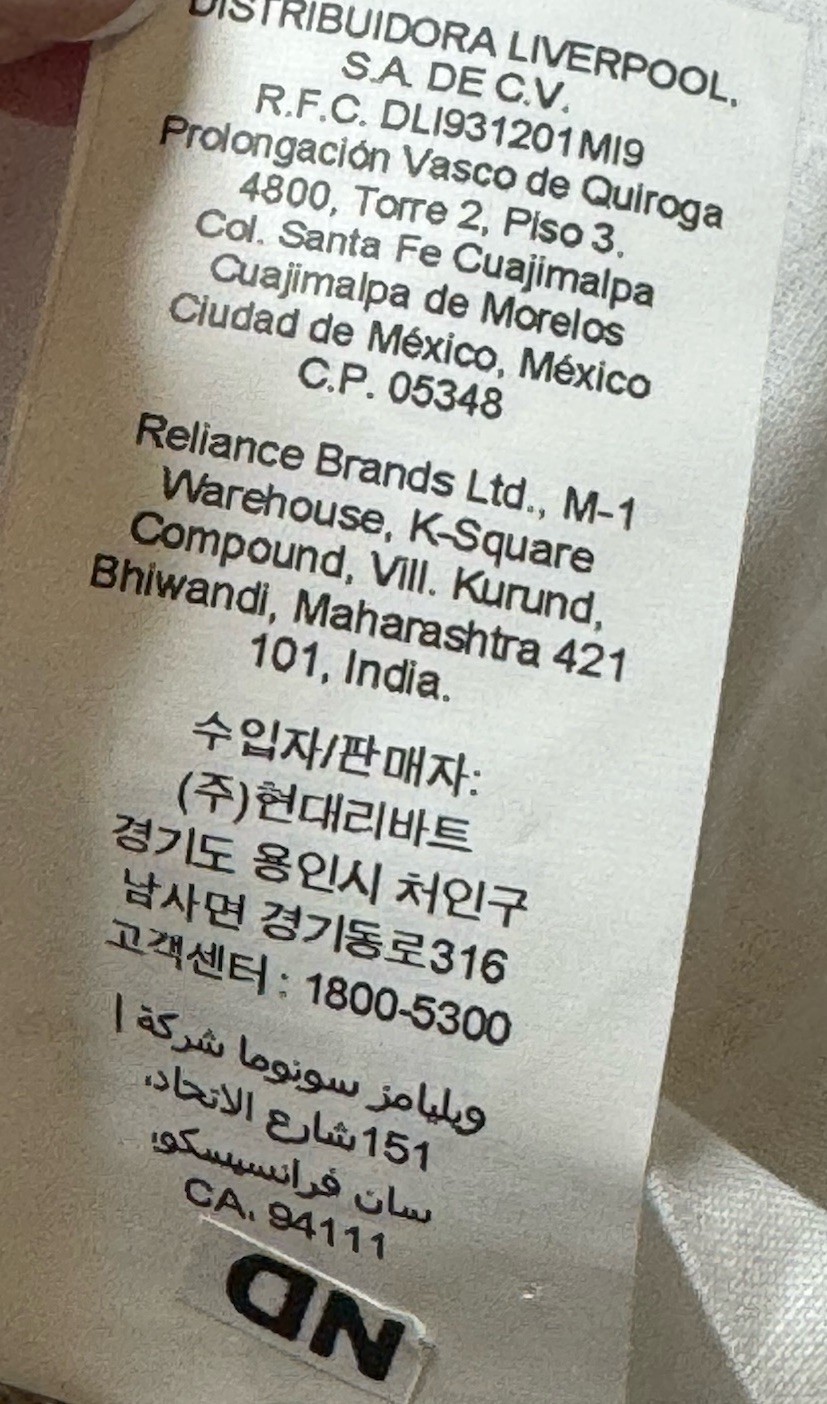 DISTRIBUIDORA LIVERPOOL,
S.A. DE C.V.
R.F.C. DLI931201MI9
Prolongación Vasco de Quiroga
4800, Torre 2, Piso 3.
Col. Santa Fe Cuajimalpa
Cuajimalpa de Morelos
Ciudad de México, México
C.P. 05348
Reliance Brands Ltd., M-1
Warehouse, K-Square
Compound, Vill. Kurund,
Bhiwandi, Maharashtra 421
101, India.
수입자/판매자:
(주)현대리바트
경기도 용인시 처인구
남사면 경기동로316
고객센터 : 1800-5300
ويليامز سونوما شركة |
151شارع الاتحاد،
سان فرانسيسكو،
CA. 94111
ND